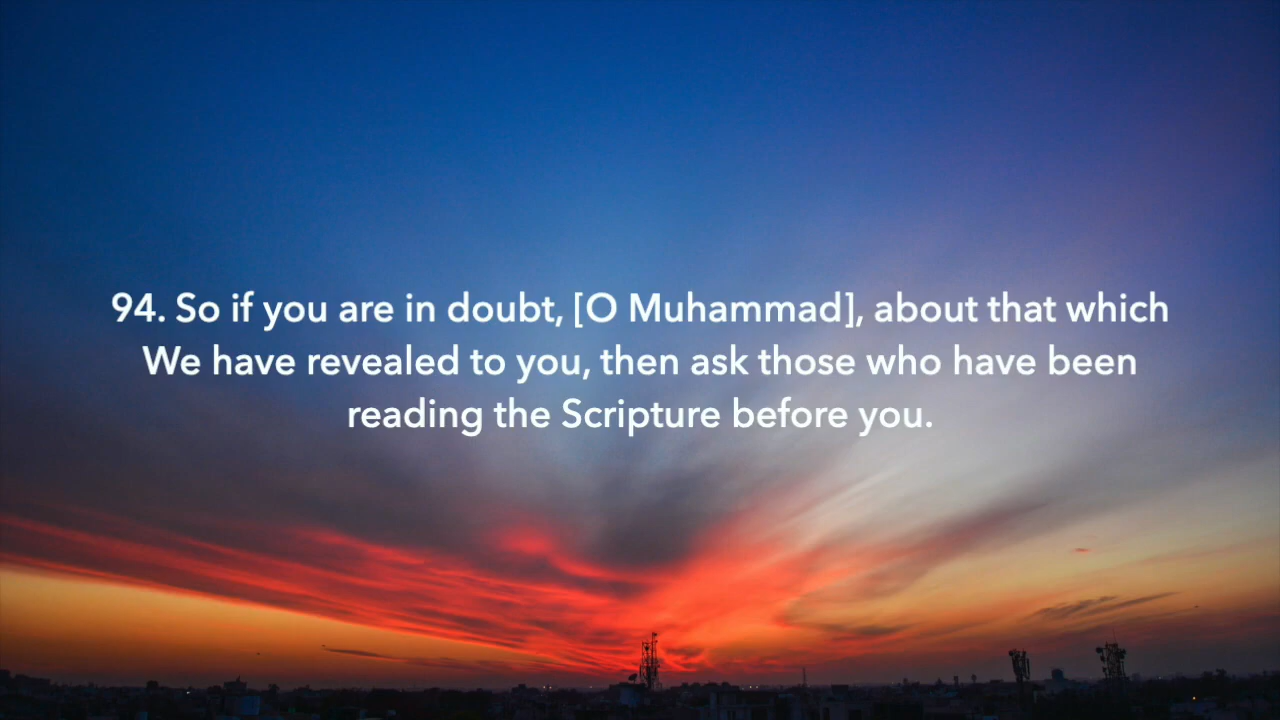 94. So if you are in doubt, [O Muhammad], about that which
We have revealed to you, then ask those who have been
reading the Scripture before you.